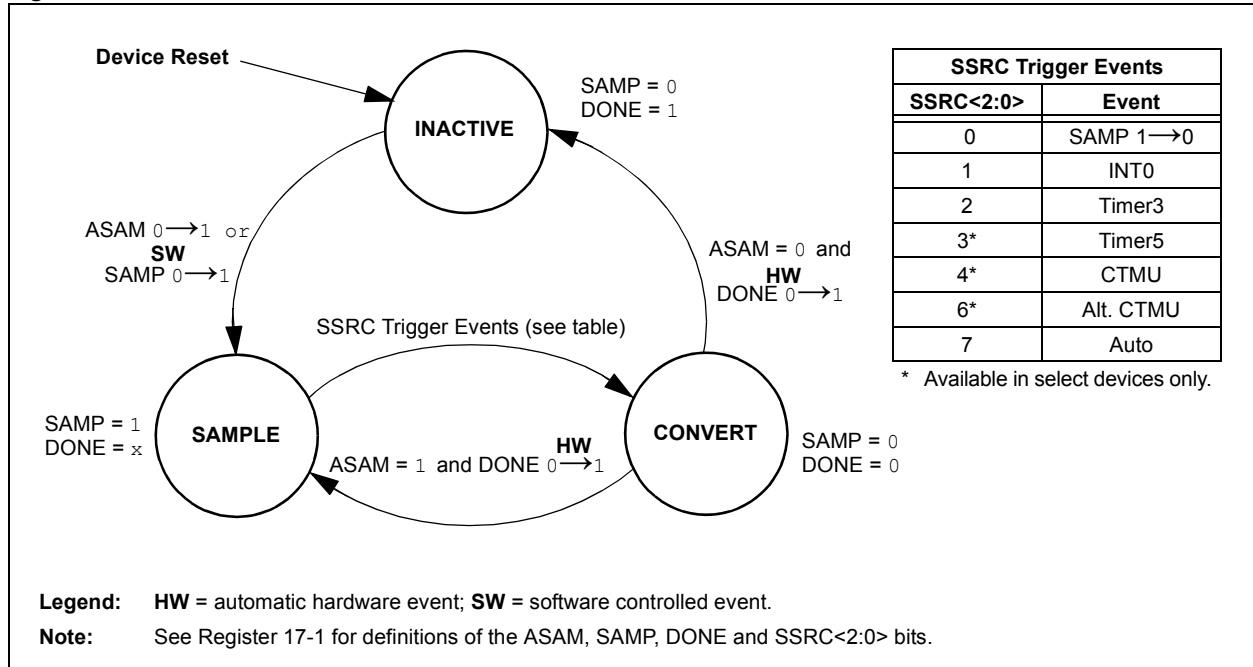 Device Reset
INACTIVE
SAMP = 0
DONE = 1
ASAM 0→1 or
SW
SAMP 0→1
ASAM = 0 and
HW
DONE 0→1
SSRC Trigger Events (see table)
SAMP = 1
DONE = x
SAMPLE
HW
ASAM = 1 and DONE 0→1
CONVERT
SAMP = 0
DONE = 0
SSRC Trigger Events
SSRC<2:0> Event
0 SAMP 1→0
1 INT0
2 Timer3
3* Timer5
4* CTMU
6* Alt. CTMU
7 Auto
* Available in select devices only.
Legend: HW = automatic hardware event; SW = software controlled event.
Note: See Register 17-1 for definitions of the ASAM, SAMP, DONE and SSRC<2:0> bits.